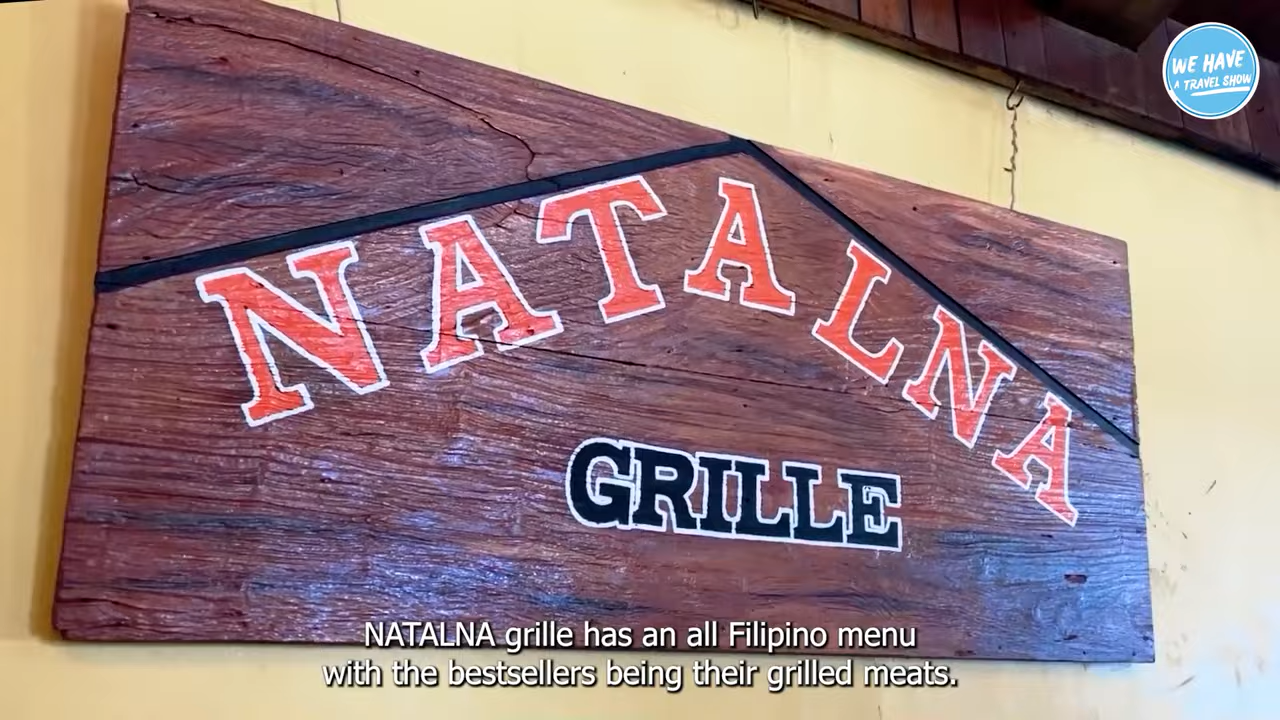 WE HAVE
A TRAVEL SHOW
NATALNA
GRILLE
NATALNA grille has an all Filipino menu
with the bestsellers being their grilled meats.